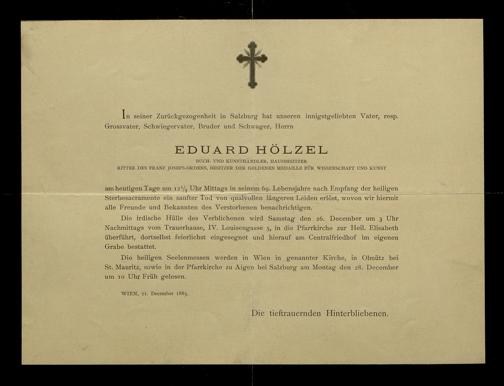 In seiner Zurückgezogenheit in Salzburg hat unseren innigstgeliebten Vater, resp.
Grossvater, Schwiegervater, Bruder und Schwager, Herrn
EDUARD HÖLZEL
BUCH- UND KUNSTHÄNDLER, HAUSBESITZER
RITTER DES FRANZ JOSEPH-ORDENS, BESITZER DER GOLDENEN MEDAILLE FÜR WISSENSCHAFT UND KUNST
am heutigen Tage um Uhr Mittags in seinem 69. Lebensjahre nach Empfang der heiligen
Sterbesacramente ein sanfter Tod von qualvollen längeren Leiden erlöst, wovon wir hiermit
alle Freunde und Bekannten des Verstorbenen benachrichtigen.
Die irdische Hülle des Verblichenen wird Samstag den 26. December um 3 Uhr
Nachmittags vom Trauerhause, IV. Louisengasse 5, in die Pfarrkirche zur Heil. Elisabeth
überführt, dortselbst feierlichst eingesegnet und hierauf am Centralfriedhof im eigenen
Grabe bestattet.
Die heiligen Seelenmessen werden in Wien in genannter Kirche, in Olmütz bei
St. Mauritz, sowie in der Pfarrkirche zu Aigen bei Salzburg am Montag den 28. December
um 10 Uhr Früh gelesen.
WIEN, December 1885.
Die tieftrauernden Hinterbliebenen.